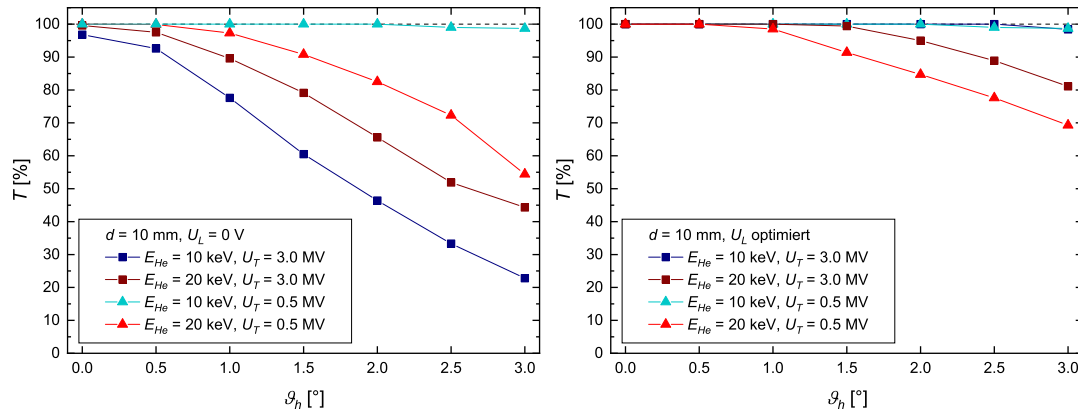 100
90
80
70
60
50
40
30
20
10
0
T [%]
d = 10 mm, U_L = 0 V
E_He = 10 keV, U_T = 3.0 MV
E_He = 20 keV, U_T = 3.0 MV
E_He = 10 keV, U_T = 0.5 MV
E_He = 20 keV, U_T = 0.5 MV
0.0 0.5 1.0 1.5 2.0 2.5 3.0
ϑ_h [°]
100
90
80
70
60
50
40
30
20
10
0
T [%]
d = 10 mm, U_L optimiert
E_He = 10 keV, U_T = 3.0 MV
E_He = 20 keV, U_T = 3.0 MV
E_He = 10 keV, U_T = 0.5 MV
E_He = 20 keV, U_T = 0.5 MV
0.0 0.5 1.0 1.5 2.0 2.5 3.0
ϑ_h [°]